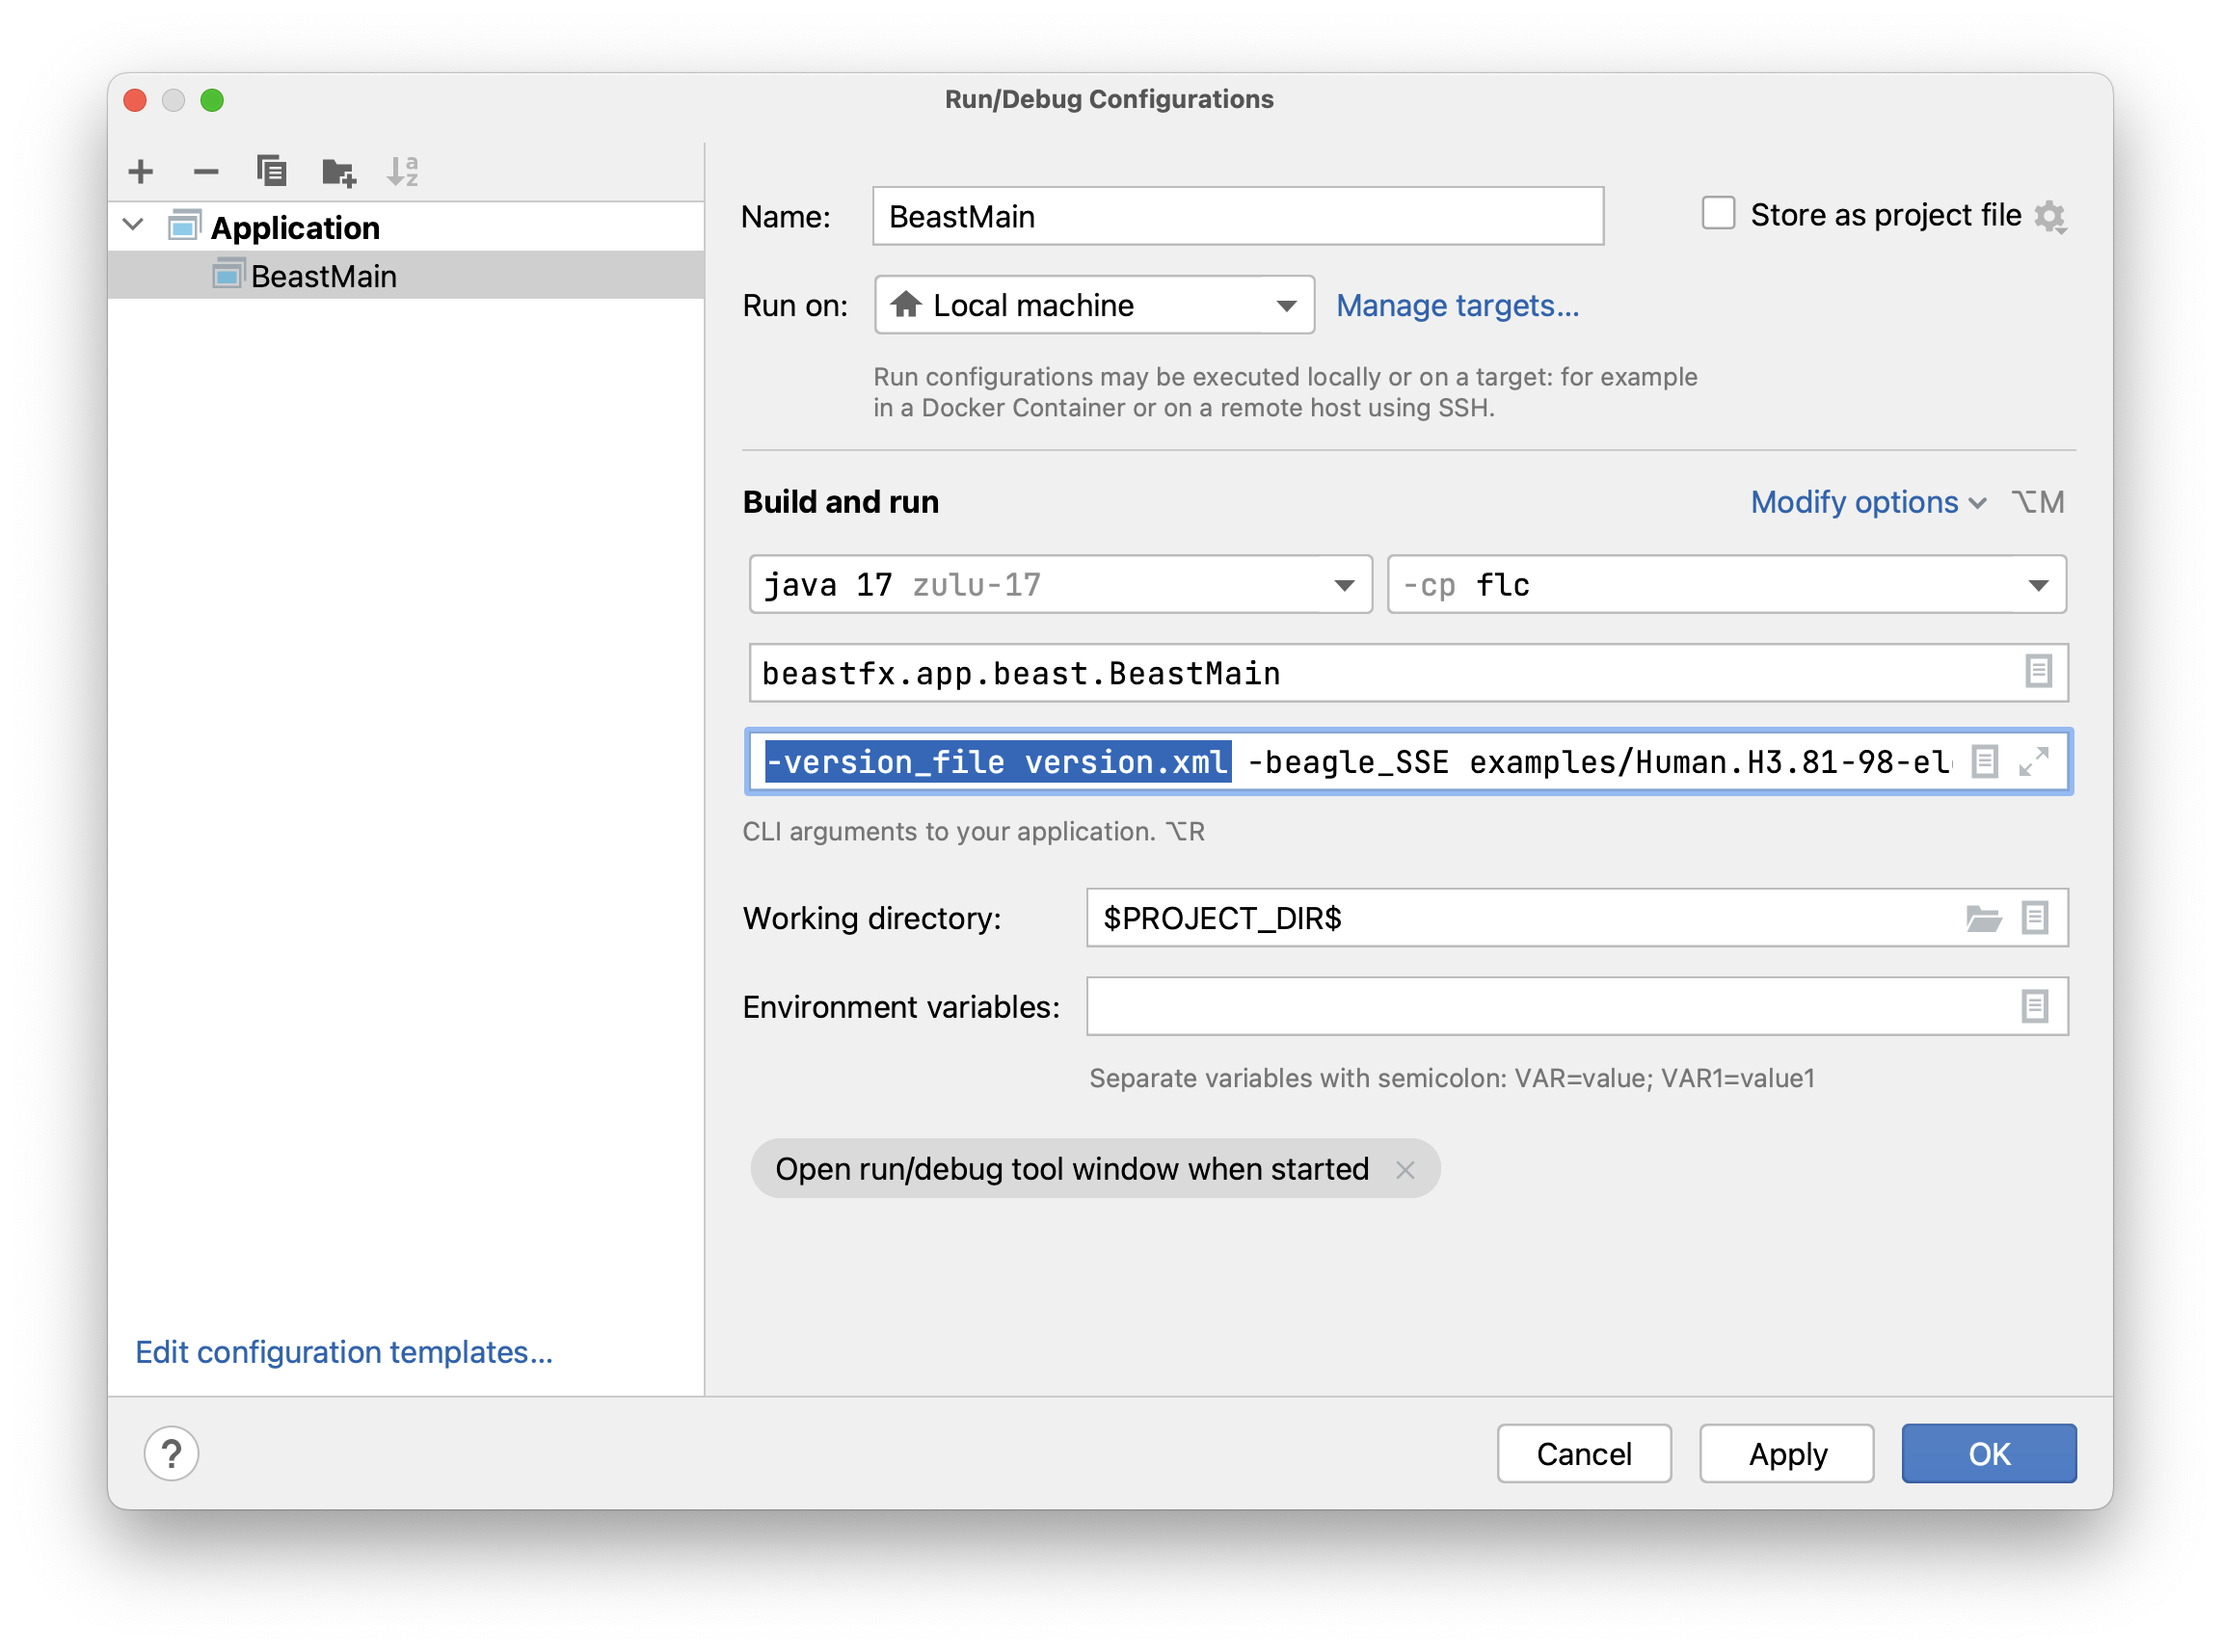 Run/Debug Configurations
Application
BeastMain
Edit configuration templates...
Name: BeastMain Store as project file
Run on: Local machine Manage targets...
Run configurations may be executed locally or on a target: for example
in a Docker Container or on a remote host using SSH.
Build and run Modify options ⌥M
java 17 zulu-17 -cp flc
beastfx.app.beast.BeastMain
-version_file version.xml -beagle_SSE examples/Human.H3.81-98-el
CLI arguments to your application. ⌥R
Working directory: $PROJECT_DIR$
Environment variables:
Separate variables with semicolon: VAR=value; VAR1=value1
Open run/debug tool window when started
? Cancel Apply OK